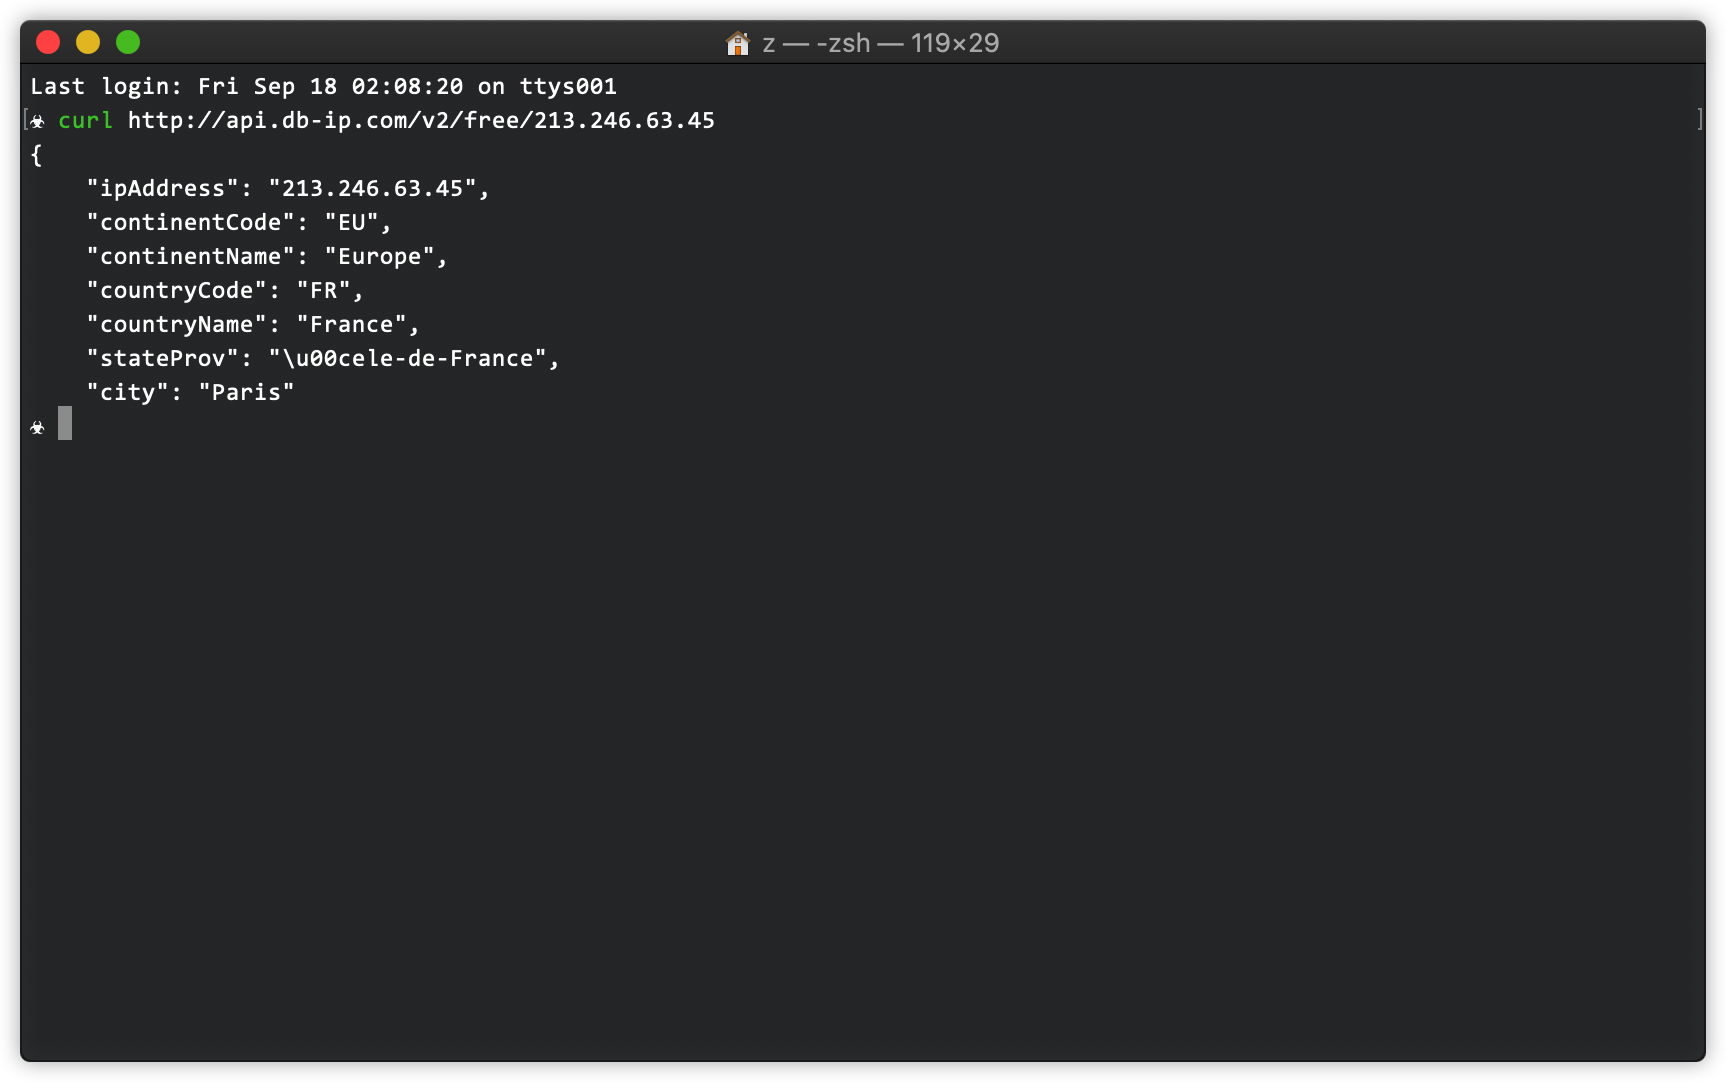 z — -zsh — 119×29
Last login: Fri Sep 18 02:08:20 on ttys001
[☣ curl http://api.db-ip.com/v2/free/213.246.63.45 ]
{
    "ipAddress": "213.246.63.45",
    "continentCode": "EU",
    "continentName": "Europe",
    "countryCode": "FR",
    "countryName": "France",
    "stateProv": "\u00cele-de-France",
    "city": "Paris"
☣